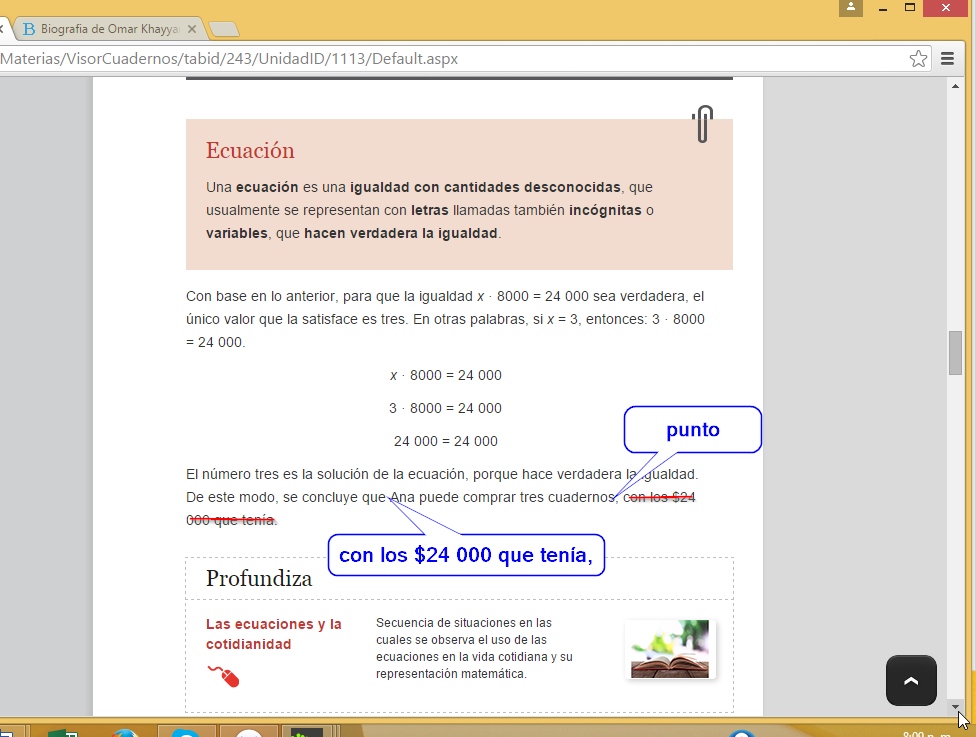 Biografia de Omar Khayya
Materias/VisorCuadernos/tabid/243/UnidadID/1113/Default.aspx
Ecuación
Una ecuación es una igualdad con cantidades desconocidas, que
usualmente se representan con letras llamadas también incógnitas o
variables, que hacen verdadera la igualdad.
Con base en lo anterior, para que la igualdad x · 8000 = 24 000 sea verdadera, el
único valor que la satisface es tres. En otras palabras, si x = 3, entonces: 3 · 8000
= 24 000.
x · 8000 = 24 000
3 · 8000 = 24 000
24 000 = 24 000
punto
El número tres es la solución de la ecuación, porque hace verdadera la igualdad.
De este modo, se concluye que Ana puede comprar tres cuadernos, con los $24
000 que tenía.
con los $24 000 que tenía,
Profundiza
Las ecuaciones y la
cotidianidad
Secuencia de situaciones en las
cuales se observa el uso de las
ecuaciones en la vida cotidiana y su
representación matemática.